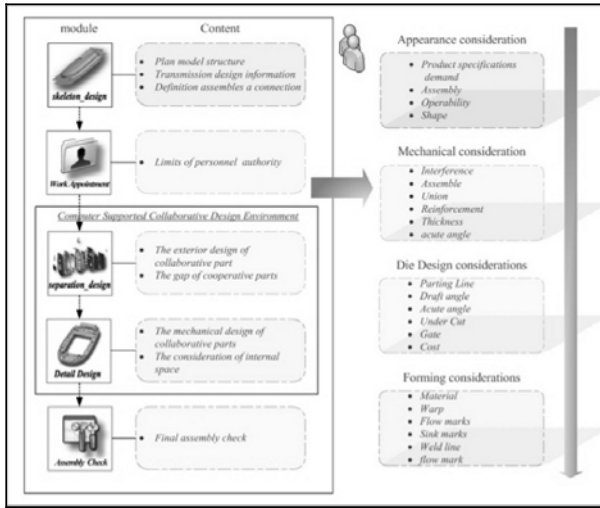 module
Content
skeleton_design
Plan model structure
Transmission design information
Definition assembles a connection
Work Appointment
Limits of personnel authority
Computer Supported Collaborative Design Environment
separation_design
The exterior design of
collaborative part
The gap of cooperative parts
Detail Design
The mechanical design of
collaborative parts
The consideration of internal
space
Assembly Check
Final assembly check
Appearance consideration
Product specifications
demand
Assembly
Operability
Shape
Mechanical consideration
Interference
Assemble
Union
Reinforcement
Thickness
acute angle
Die Design considerations
Parting Line
Draft angle
Acute angle
Under Cut
Gate
Cost
Forming considerations
Material
Warp
Flow marks
Sink marks
Weld line
flow mark